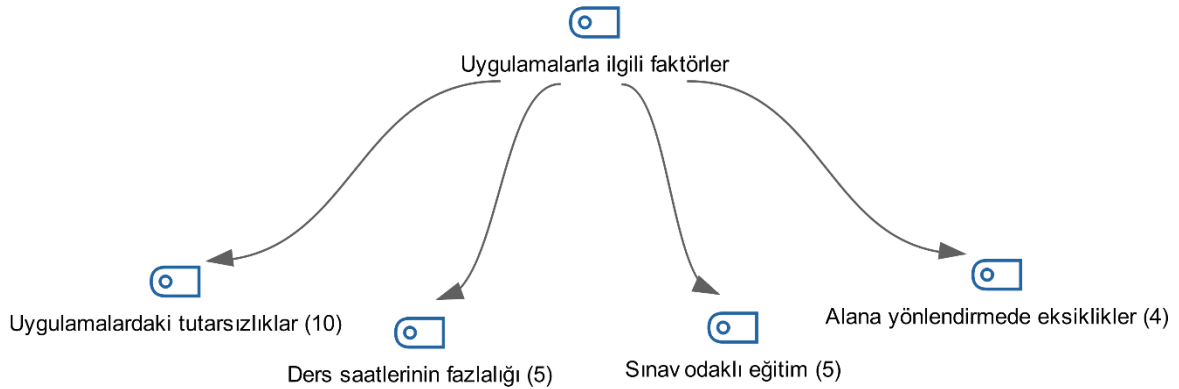 Uygulamalarla ilgili faktörler
Uygulamalardaki tutarsızlıklar (10)
Ders saatlerinin fazlalığı (5)
Sınav odaklı eğitim (5)
Alana yönlendirmede eksiklikler (4)